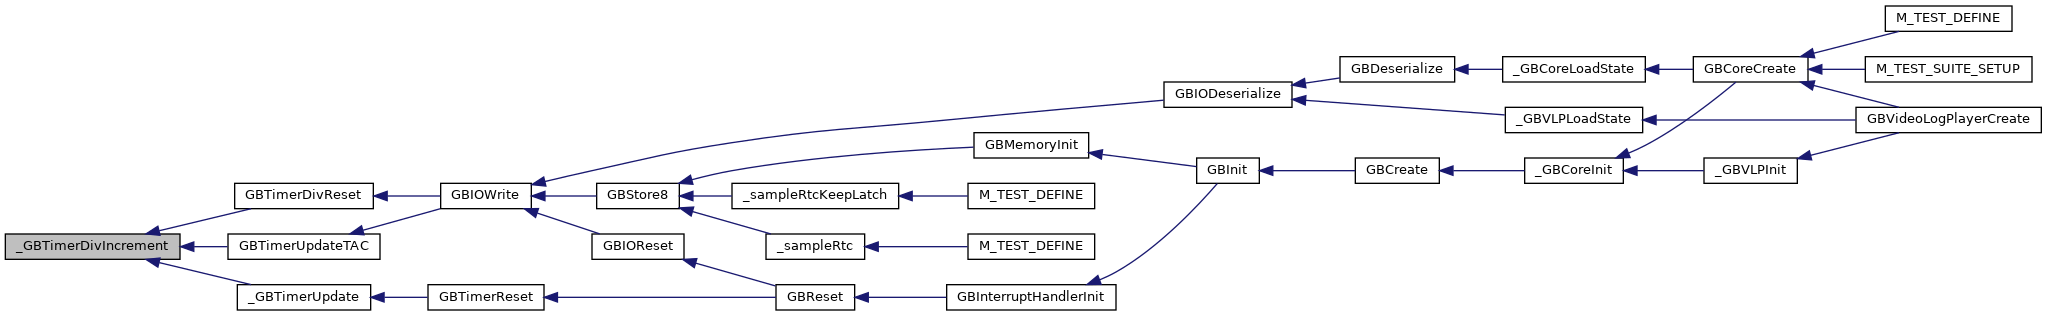 M_TEST_DEFINE
GBDeserialize
_GBCoreLoadState
GBCoreCreate
M_TEST_SUITE_SETUP
GBIODeserialize
_GBVLPLoadState
GBVideoLogPlayerCreate
GBMemoryInit
GBInit
GBCreate
_GBCoreInit
_GBVLPInit
GBTimerDivReset
GBIOWrite
GBStore8
_sampleRtcKeepLatch
M_TEST_DEFINE
_GBTimerDivIncrement
GBTimerUpdateTAC
GBIOReset
_sampleRtc
M_TEST_DEFINE
_GBTimerUpdate
GBTimerReset
GBReset
GBInterruptHandlerInit